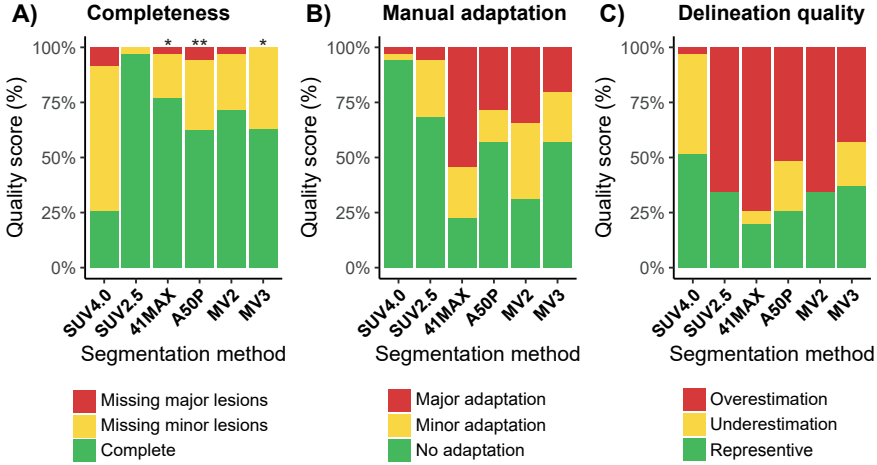 A) Completeness
Quality score (%)
100%
75%
50%
25%
0%
* ** *
SUV4.0 SUV2.5 41MAX A50P MV2 MV3
Segmentation method
Missing major lesions
Missing minor lesions
Complete
B) Manual adaptation
Quality score (%)
100%
75%
50%
25%
0%
SUV4.0 SUV2.5 41MAX A50P MV2 MV3
Segmentation method
Major adaptation
Minor adaptation
No adaptation
C) Delineation quality
Quality score (%)
100%
75%
50%
25%
0%
SUV4.0 SUV2.5 41MAX A50P MV2 MV3
Segmentation method
Overestimation
Underestimation
Representive